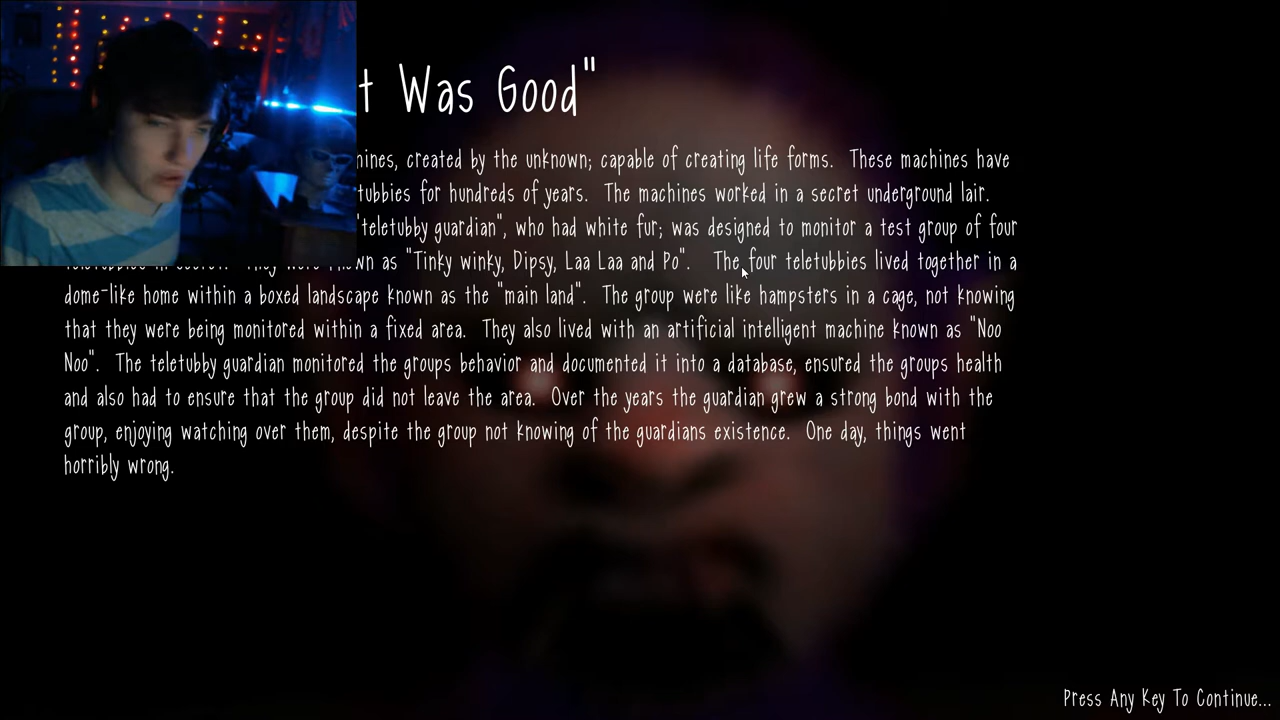 t Was Good"
hines, created by the unknown; capable of creating life forms. These machines have
tubbies for hundreds of years. The machines worked in a secret underground lair.
"teletubby guardian", who had white fur; was designed to monitor a test group of four
teletubbies in secret. They were known as "Tinky winky, Dipsy, Laa Laa and Po". The four teletubbies lived together in a
dome-like home within a boxed landscape known as the "main land". The group were like hampsters in a cage, not knowing
that they were being monitored within a fixed area. They also lived with an artificial intelligent machine known as "Noo
Noo". The teletubby guardian monitored the groups behavior and documented it into a database, ensured the groups health
and also had to ensure that the group did not leave the area. Over the years the guardian grew a strong bond with the
group, enjoying watching over them, despite the group not knowing of the guardians existence. One day, things went
horribly wrong.
Press Any Key To Continue...